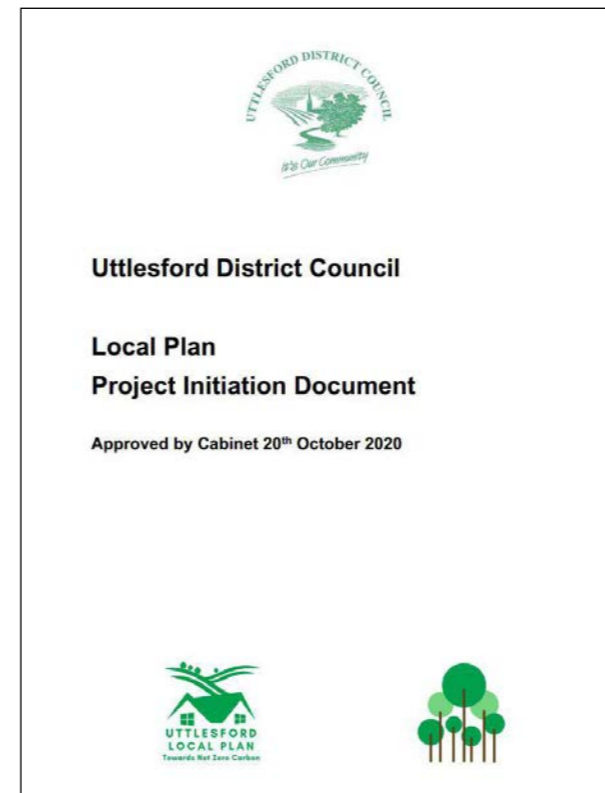 UTTLESFORD DISTRICT COUNCIL
It's Our Community
Uttlesford District Council
Local Plan
Project Initiation Document
Approved by Cabinet 20th October 2020
UTTLESFORD
LOCAL PLAN
Towards Net Zero Carbon